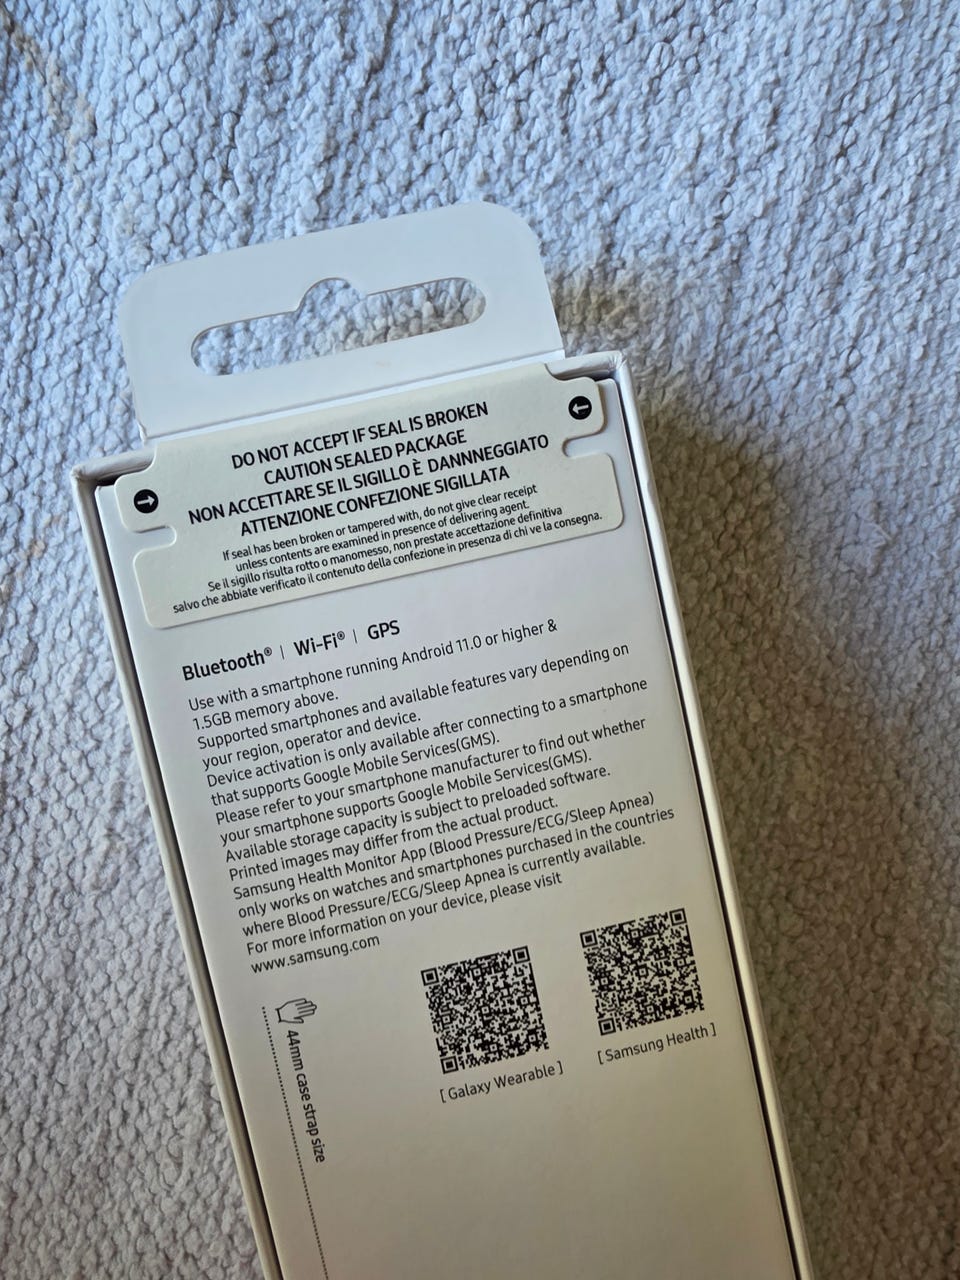 DO NOT ACCEPT IF SEAL IS BROKEN
CAUTION SEALED PACKAGE
NON ACCETTARE SE IL SIGILLO È DANNNEGGIATO
ATTENZIONE CONFEZIONE SIGILLATA
If seal has been broken or tampered with, do not give clear receipt
unless contents are examined in presence of delivering agent.
Se il sigillo risulta rotto o manomesso, non prestate accettazione definitiva
salvo che abbiate verificato il contenuto della confezione in presenza di chi ve la consegna.
Bluetooth® | Wi-Fi® | GPS
Use with a smartphone running Android 11.0 or higher &
1.5GB memory above.
Supported smartphones and available features vary depending on
your region, operator and device.
Device activation is only available after connecting to a smartphone
that supports Google Mobile Services(GMS).
Please refer to your smartphone manufacturer to find out whether
your smartphone supports Google Mobile Services(GMS).
Available storage capacity is subject to preloaded software.
Printed images may differ from the actual product.
Samsung Health Monitor App (Blood Pressure/ECG/Sleep Apnea)
only works on watches and smartphones purchased in the countries
where Blood Pressure/ECG/Sleep Apnea is currently available.
For more information on your device, please visit
www.samsung.com
44mm case strap size
[ Galaxy Wearable ]
[ Samsung Health ]